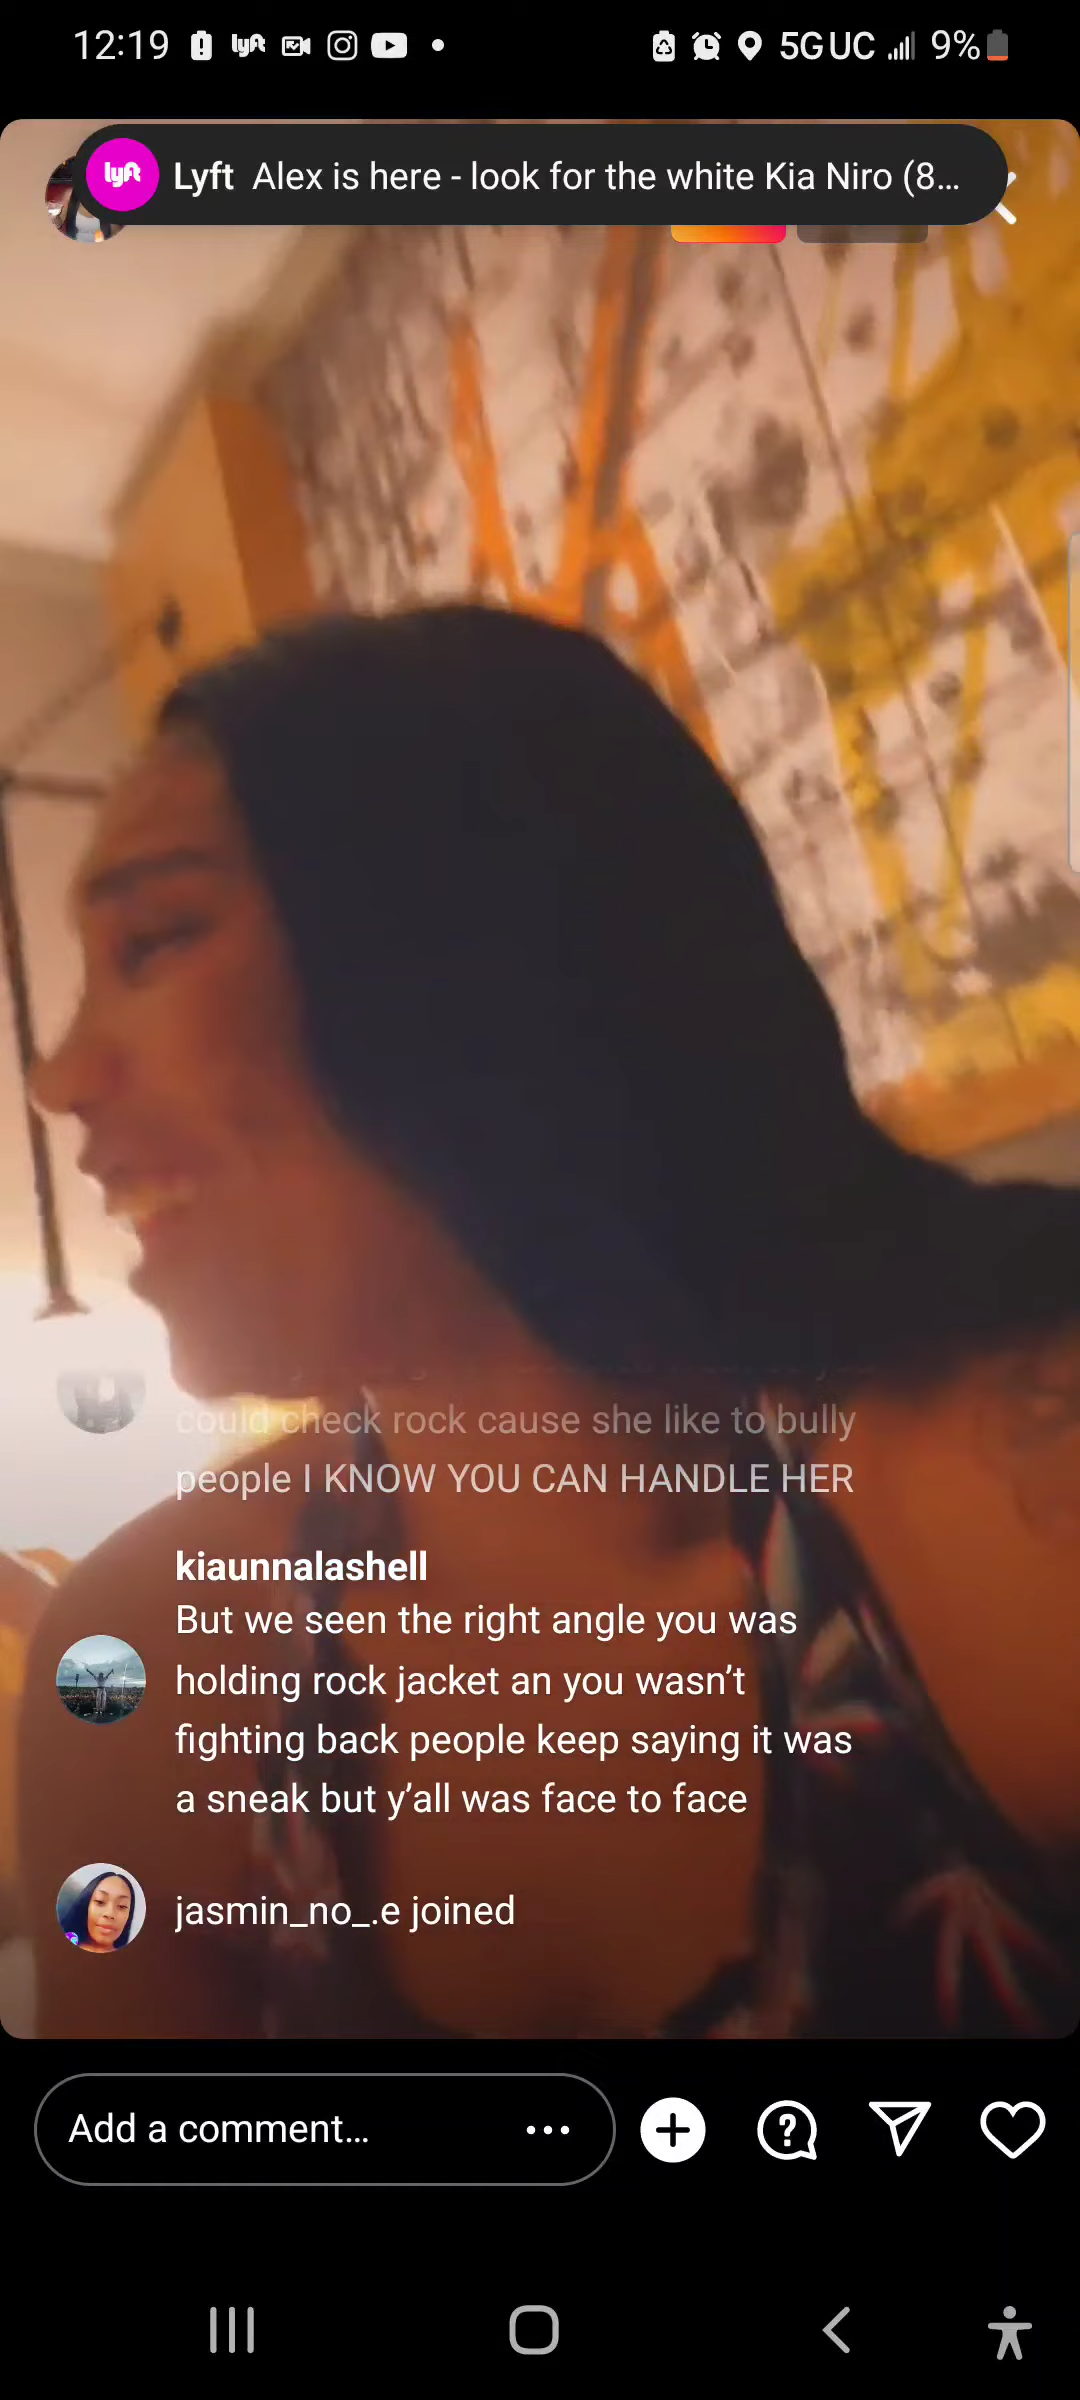 12:19 lyft 5G UC 9%
lyft Lyft Alex is here - look for the white Kia Niro (8...
could check rock cause she like to bully
people I KNOW YOU CAN HANDLE HER
kiaunnalashell
But we seen the right angle you was
holding rock jacket an you wasn’t
fighting back people keep saying it was
a sneak but y’all was face to face
jasmin_no_.e joined
Add a comment...